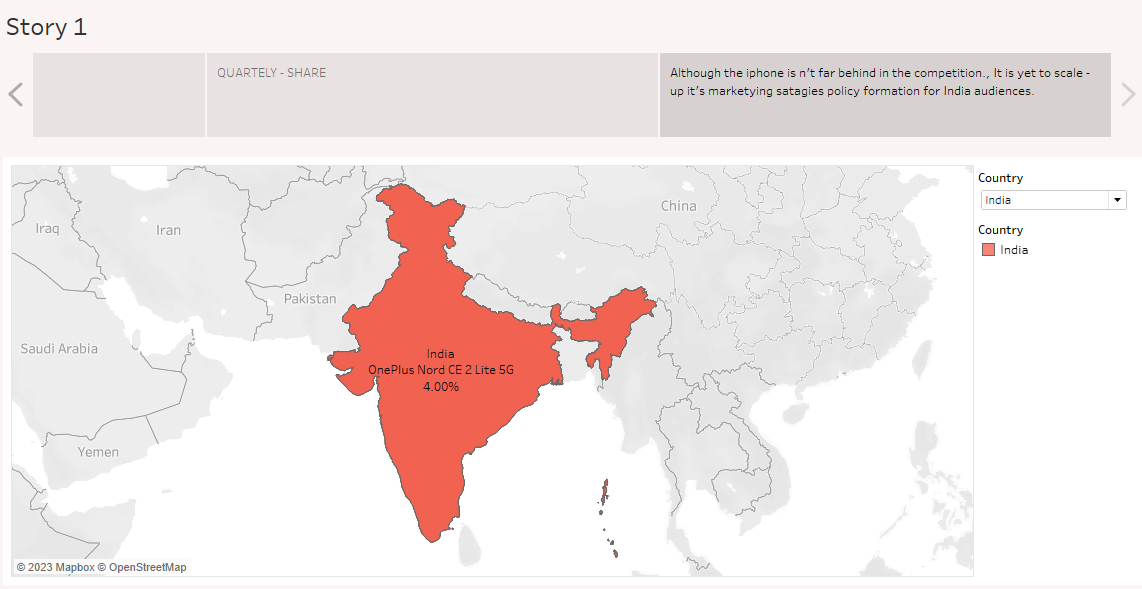 Story 1
QUARTELY - SHARE
Although the iphone is n't far behind in the competition., It is yet to scale -
up it's marketying satagies policy formation for India audiences.
Country
India
Country
India
China
Iraq
Iran
Pakistan
Saudi Arabia
India
OnePlus Nord CE 2 Lite 5G
4.00%
Yemen
© 2023 Mapbox © OpenStreetMap